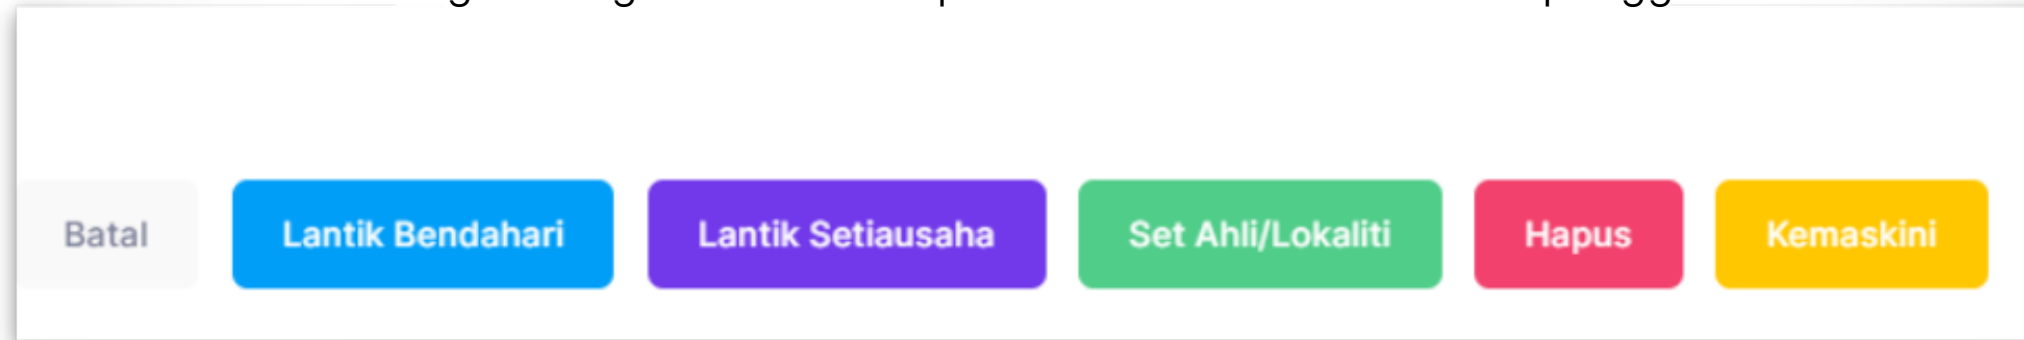 Batal
Lantik Bendahari
Lantik Setiausaha
Set Ahli/Lokaliti
Hapus
Kemaskini